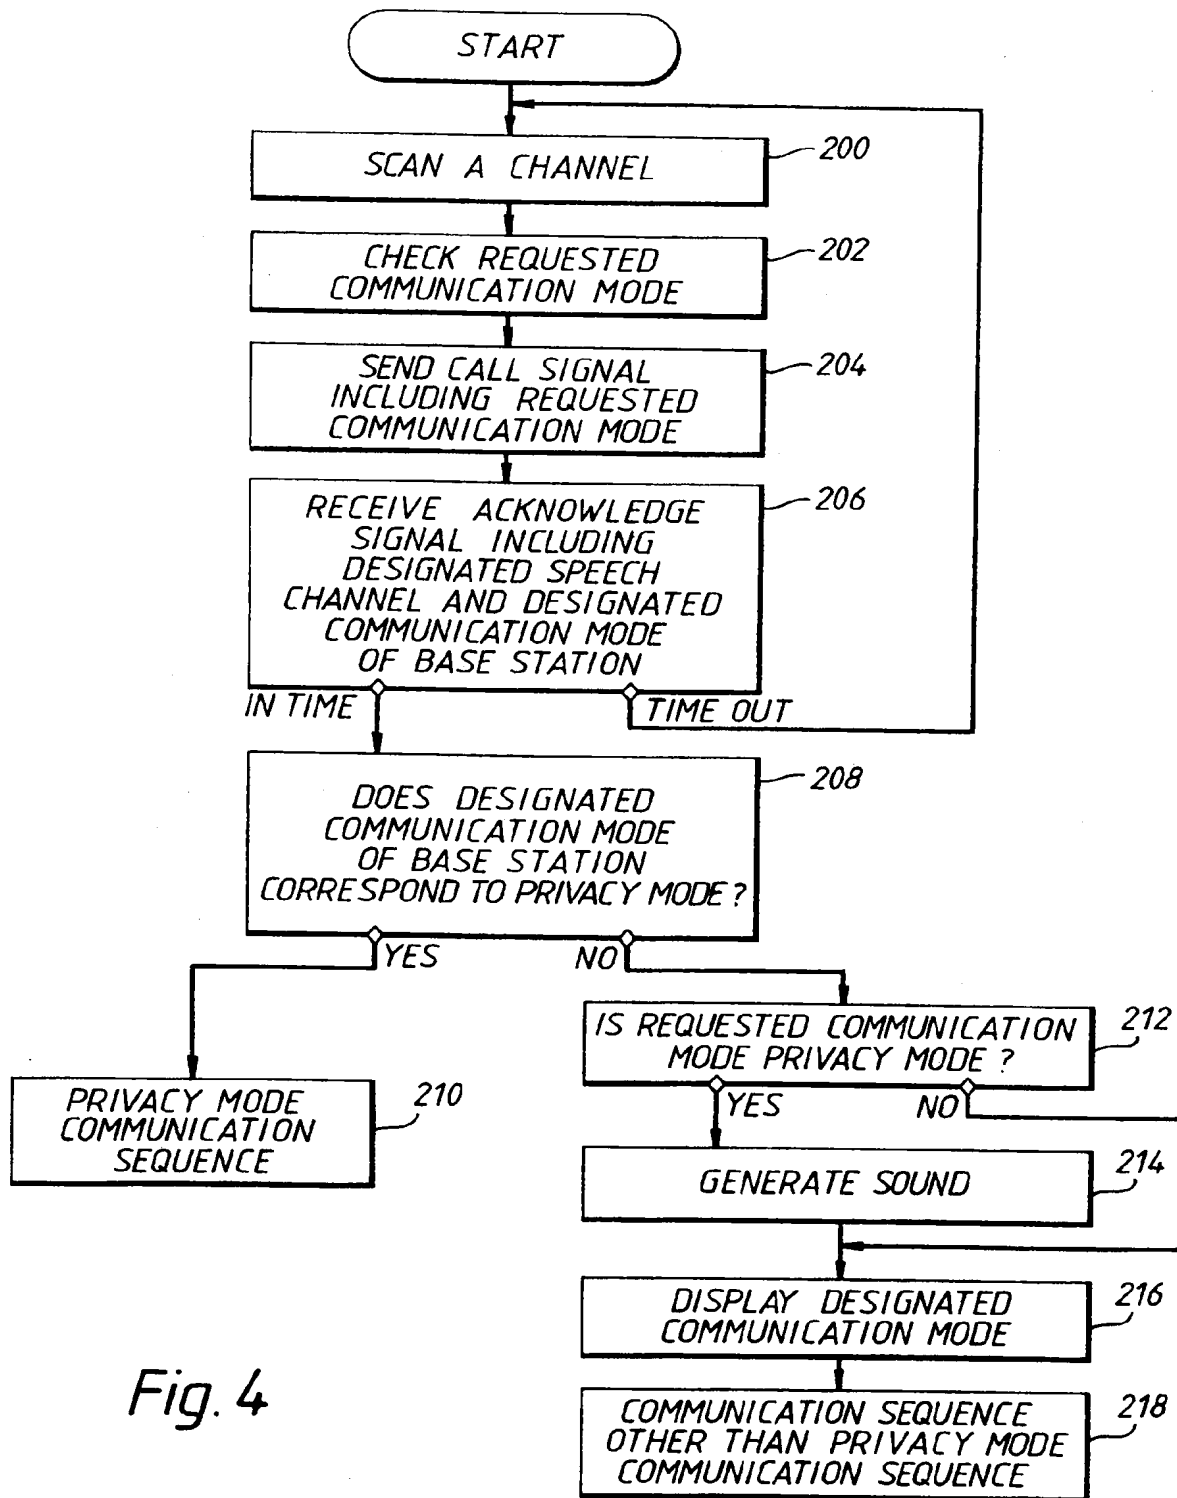 START
SCAN A CHANNEL
200
CHECK REQUESTED
COMMUNICATION MODE
202
SEND CALL SIGNAL
INCLUDING REQUESTED
COMMUNICATION MODE
204
RECEIVE ACKNOWLEDGE
SIGNAL INCLUDING
DESIGNATED SPEECH
CHANNEL AND DESIGNATED
COMMUNICATION MODE
OF BASE STATION
206
IN TIME
TIME OUT
DOES DESIGNATED
COMMUNICATION MODE
OF BASE STATION
CORRESPOND TO PRIVACY MODE?
208
YES
NO
PRIVACY MODE
COMMUNICATION
SEQUENCE
210
IS REQUESTED COMMUNICATION
MODE PRIVACY MODE?
212
YES
NO
GENERATE SOUND
214
DISPLAY DESIGNATED
COMMUNICATION MODE
216
COMMUNICATION SEQUENCE
OTHER THAN PRIVACY MODE
COMMUNICATION SEQUENCE
218
Fig. 4